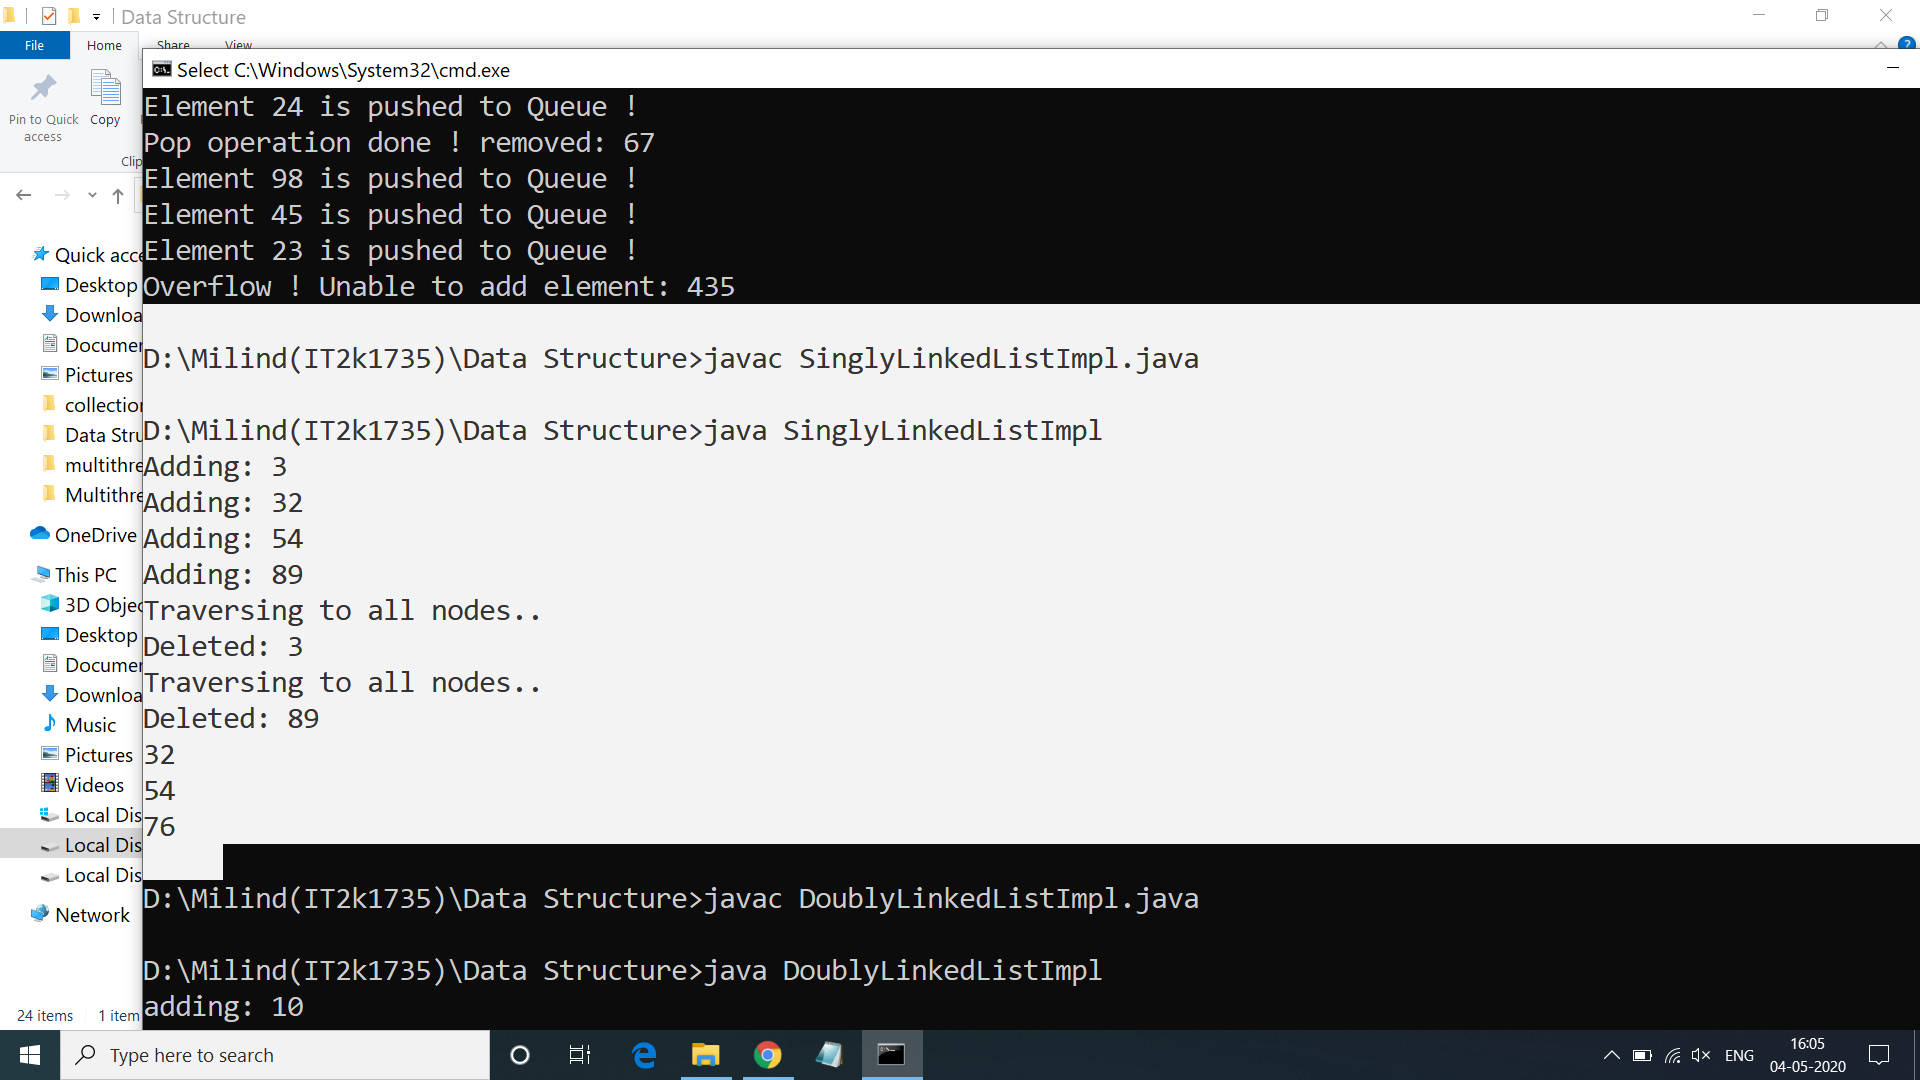 Data Structure
File Home Share View
Select C:\Windows\System32\cmd.exe
Pin to Quick access
Copy
Clip
Quick acce
Desktop
Downloa
Documen
Pictures
collection
Data Stru
multithre
Multithre
OneDrive
This PC
3D Objec
Desktop
Documen
Downloa
Music
Pictures
Videos
Local Dis
Local Dis
Local Dis
Network
24 items 1 item
Element 24 is pushed to Queue !
Pop operation done ! removed: 67
Element 98 is pushed to Queue !
Element 45 is pushed to Queue !
Element 23 is pushed to Queue !
Overflow ! Unable to add element: 435
D:\Milind(IT2k1735)\Data Structure>javac SinglyLinkedListImpl.java
D:\Milind(IT2k1735)\Data Structure>java SinglyLinkedListImpl
Adding: 3
Adding: 32
Adding: 54
Adding: 89
Traversing to all nodes..
Deleted: 3
Traversing to all nodes..
Deleted: 89
32
54
76
D:\Milind(IT2k1735)\Data Structure>javac DoublyLinkedListImpl.java
D:\Milind(IT2k1735)\Data Structure>java DoublyLinkedListImpl
adding: 10
Type here to search
ENG
16:05
04-05-2020